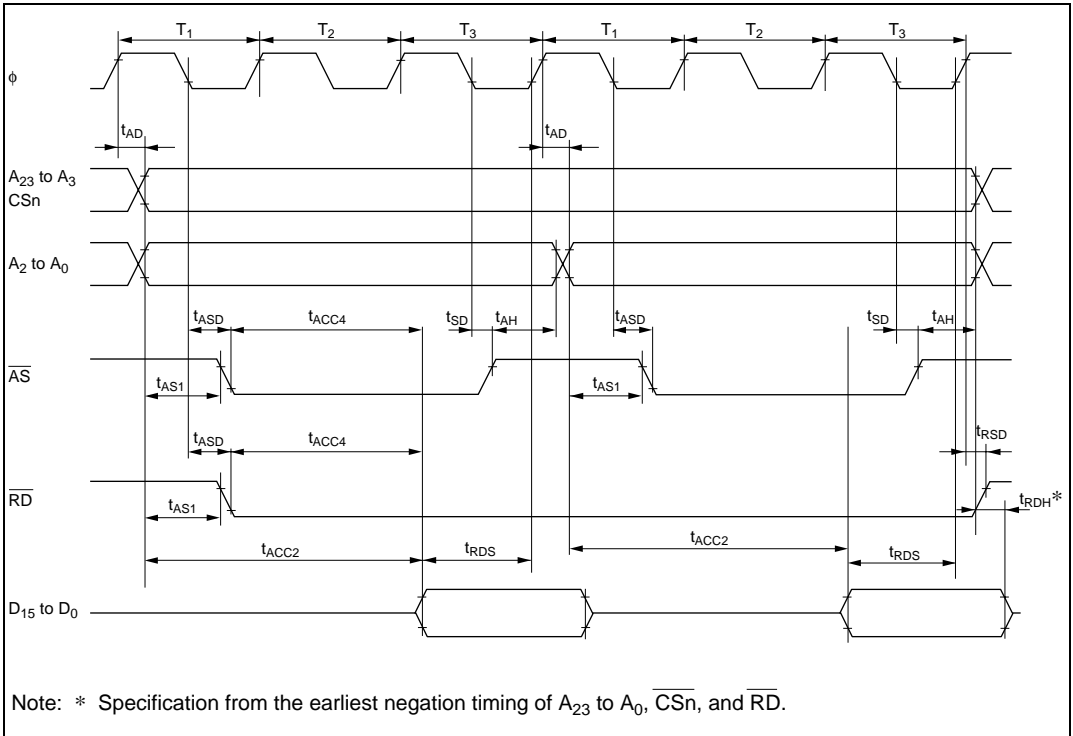 T1 T2 T3 T1 T2 T3
ϕ
tAD tAD
A23 to A3
CSn
A2 to A0
tASD tACC4 tSD tAH tASD tSD tAH
AS
tAS1 tAS1
tASD tACC4 tRSD
RD
tAS1 tRDH*
tACC2 tRDS tACC2 tRDS
D15 to D0
Note: * Specification from the earliest negation timing of A23 to A0, CSn, and RD.